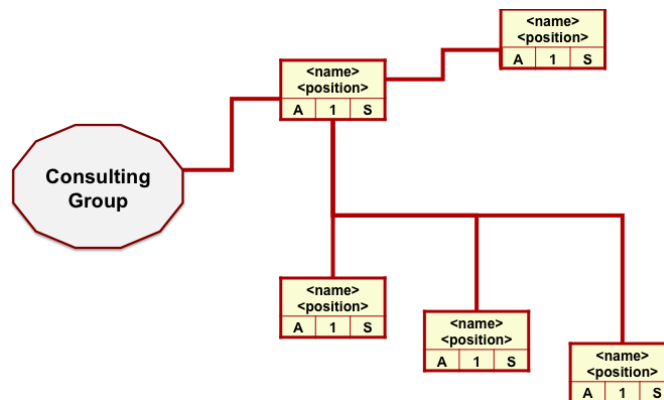 <name>
<position>
A 1 S
<name>
<position>
A 1 S
Consulting
Group
<name>
<position>
A 1 S
<name>
<position>
A 1 S
<name>
<position>
A 1 S